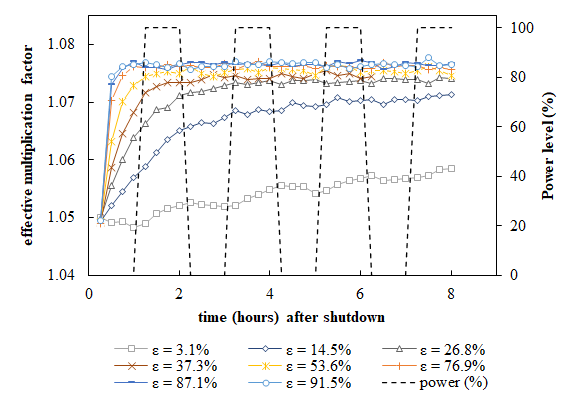 1.08
1.07
1.06
1.05
1.04
100
80
60
40
20
0
0
2
4
6
8
effective multiplication factor
Power level (%)
time (hours) after shutdown
ε = 3.1%
ε = 14.5%
ε = 26.8%
ε = 37.3%
ε = 53.6%
ε = 76.9%
ε = 87.1%
ε = 91.5%
power (%)